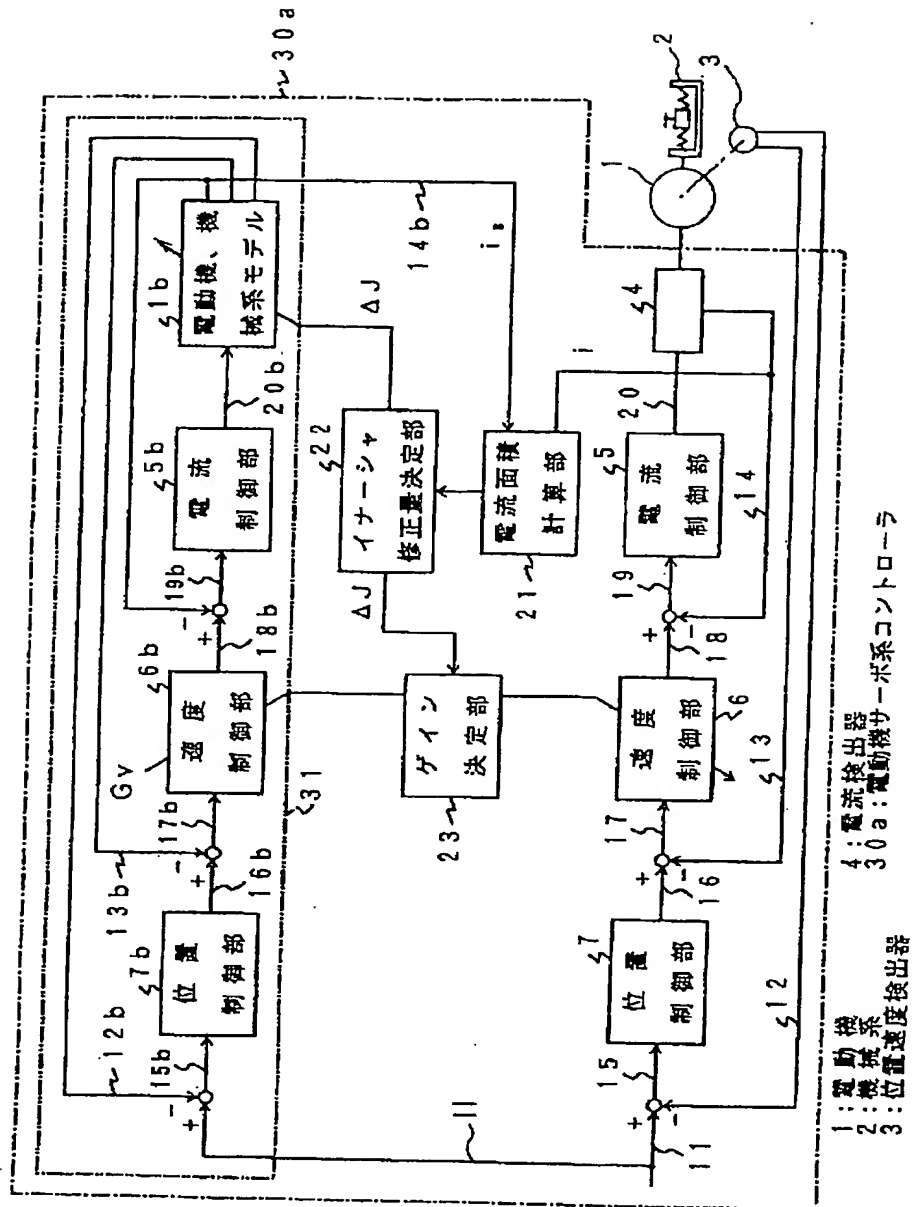 30a
12b
13b
+
-
15b
7b
位置
制御部
+
-
16b
17b
Gv
6b
速度
制御部
31
+
-
18b
19b
5b
電流
制御部
20b
1b
電動機、機
械系モデル
14b
iB
ΔJ
ΔJ
22
イナーシャ
修正量決定部
21
電流面積
計算部
23
ゲイン
決定部
i
11
11
+
-
15
7
位置
制御部
+
-
16
17
6
速度
制御部
+
-
18
19
5
電流
制御部
20
4
1
2
3
12
13
14
1:電動機
2:機械系
3:位置速度検出器
4:電流検出器
30a:電動機サーボ系コントローラ